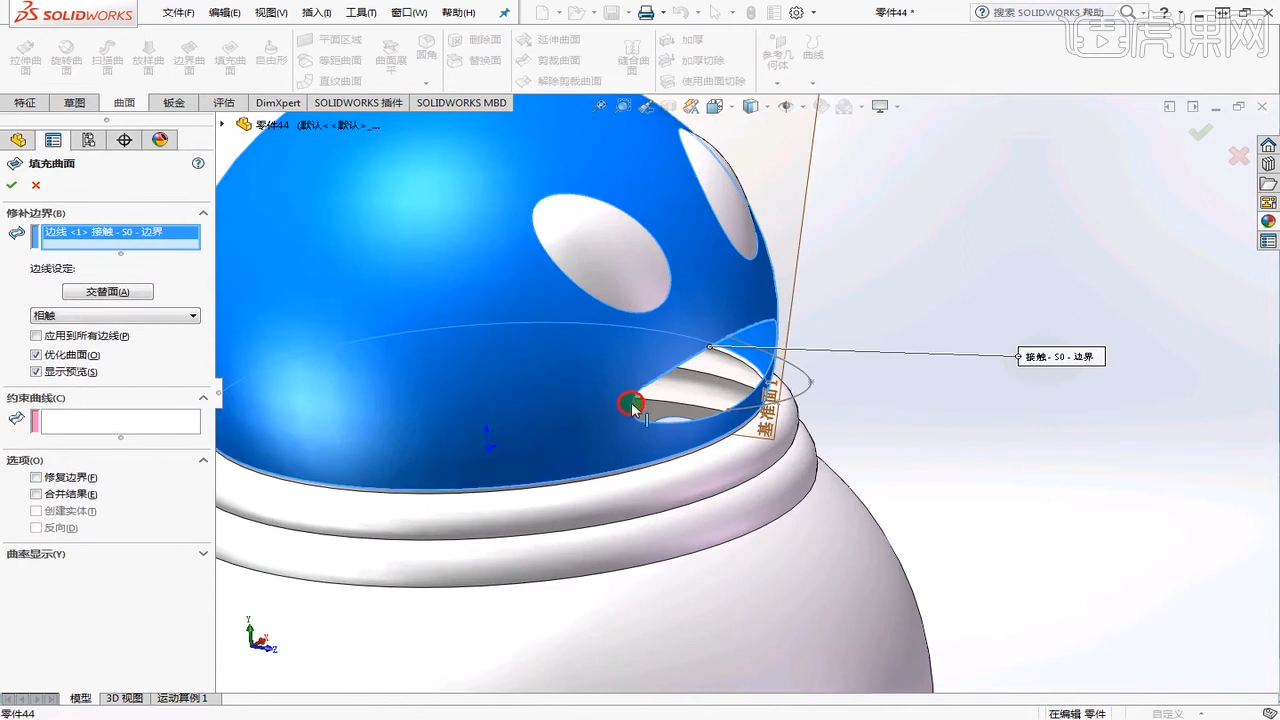 SOLIDWORKS
文件(F) 编辑(E) 视图(V) 插入(I) 工具(T) 窗口(W) 帮助(H)
零件44 *
搜索 SOLIDWORKS 帮助
虎课网
拉伸曲面
旋转曲面
扫描曲面
放样曲面
边界曲面
填充曲面
自由形
平面区域
等距曲面
直纹曲面
曲面展平
圆角
删除面
替换面
延伸曲面
剪裁曲面
解除剪裁曲面
缝合曲面
加厚
加厚切除
使用曲面切除
参考几何体
曲线
特征 草图 曲面 钣金 评估 DimXpert SOLIDWORKS 插件 SOLIDWORKS MBD
零件44 (默认<<默认>_...
填充曲面
修补边界(B)
边线 <1> 接触 - S0 - 边界
边线设定:
交替面(A)
相触
应用到所有边线(P)
优化曲面(O)
显示预览(S)
约束曲线(C)
选项(O)
修复边界(F)
合并结果(E)
创建实体(T)
反向(D)
曲率显示(Y)
接触 - S0 - 边界
基准面1
Y
X
Z
模型 3D 视图 运动算例 1
零件44
在编辑 零件
自定义